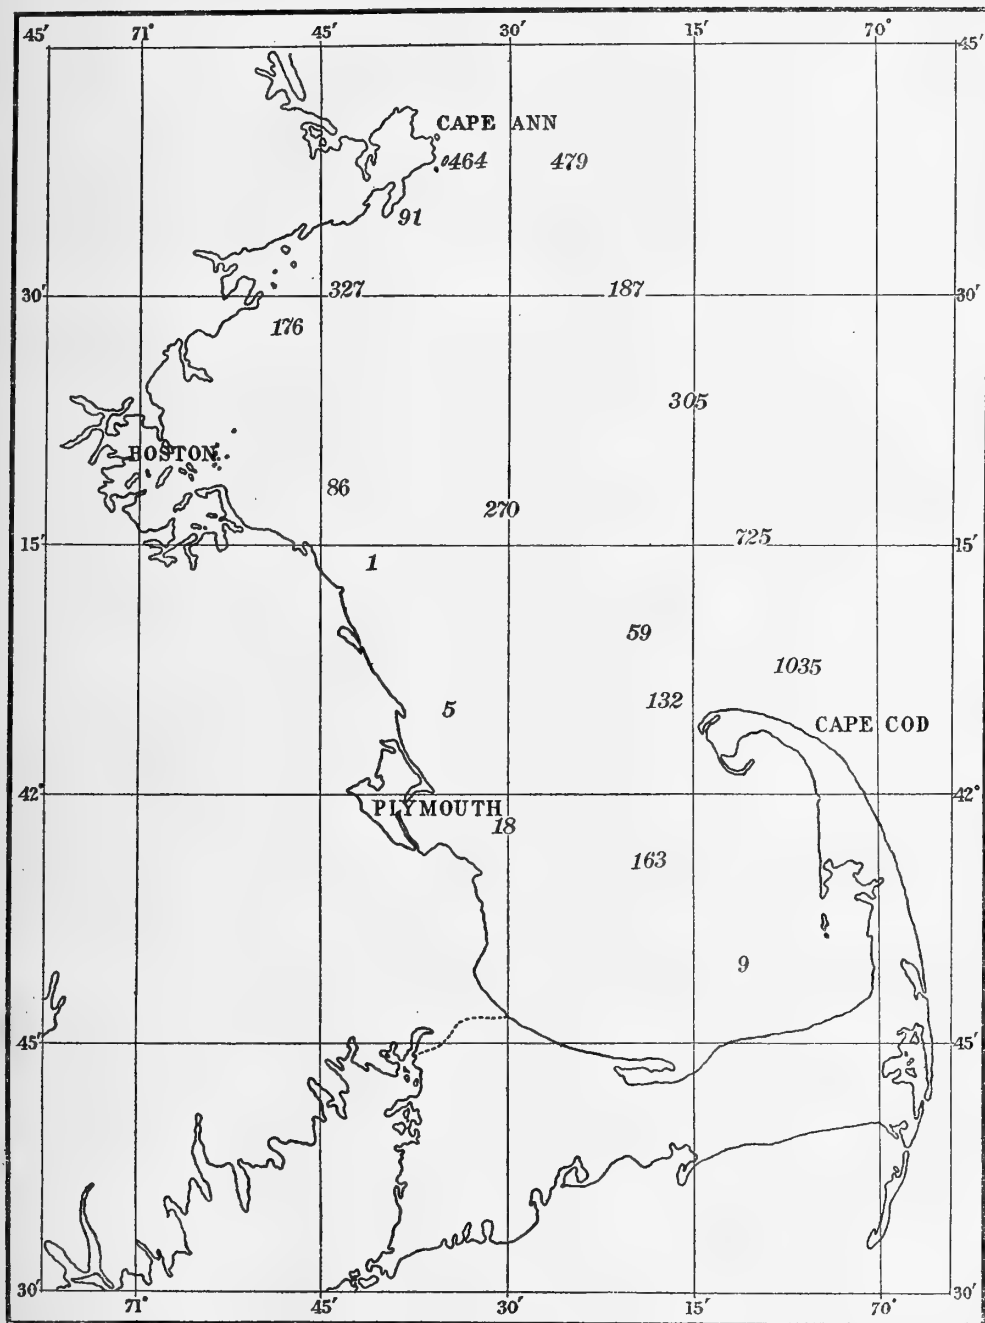 45′ 71° 45′ 30′ 15′ 70° 45′
CAPE ANN
464 479
91
30′ 327 187 30′
176
305
BOSTON
86
270
15′ 725 15′
1
59
1035
132
5 CAPE COD
42° 42°
PLYMOUTH
18
163
9
45′ 45′
30′ 30′
71° 45′ 30′ 15′ 70°